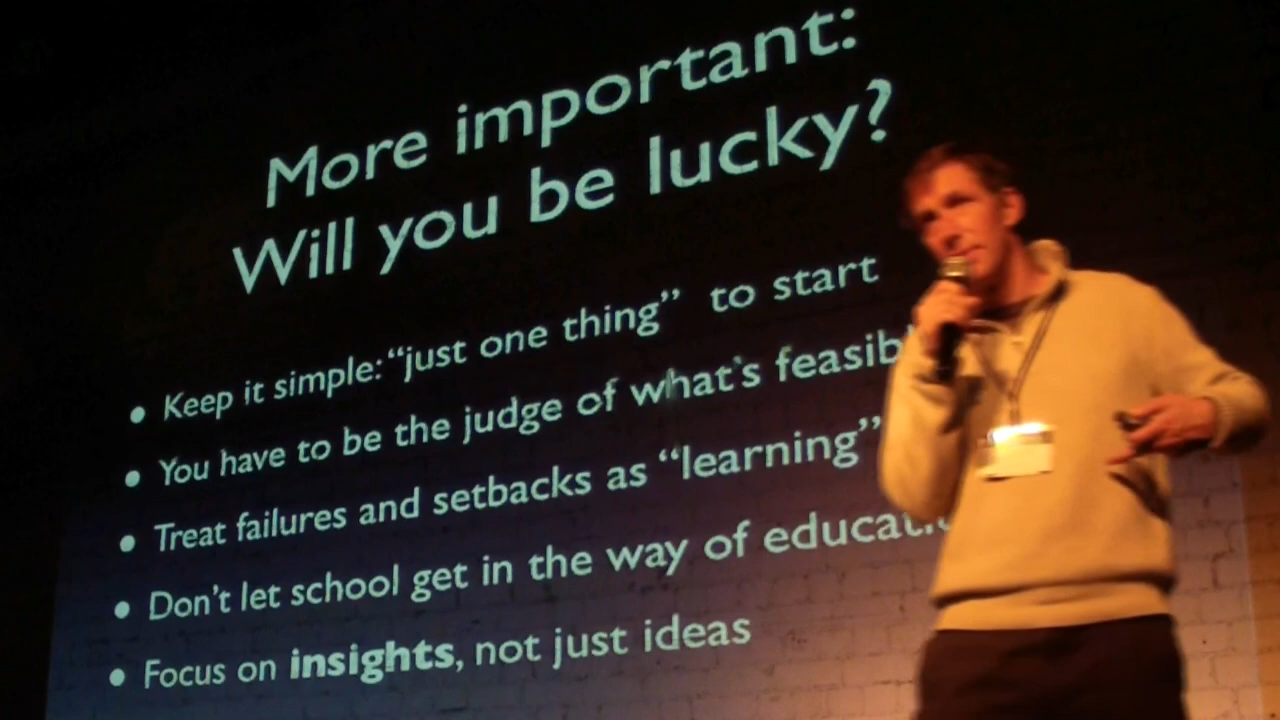 More important:
Will you be lucky?
• Keep it simple: “just one thing” to start
• You have to be the judge of what's
• Treat failures and setbacks as “learning”
• Don't let school get in the way of
• Focus on insights, not just ideas